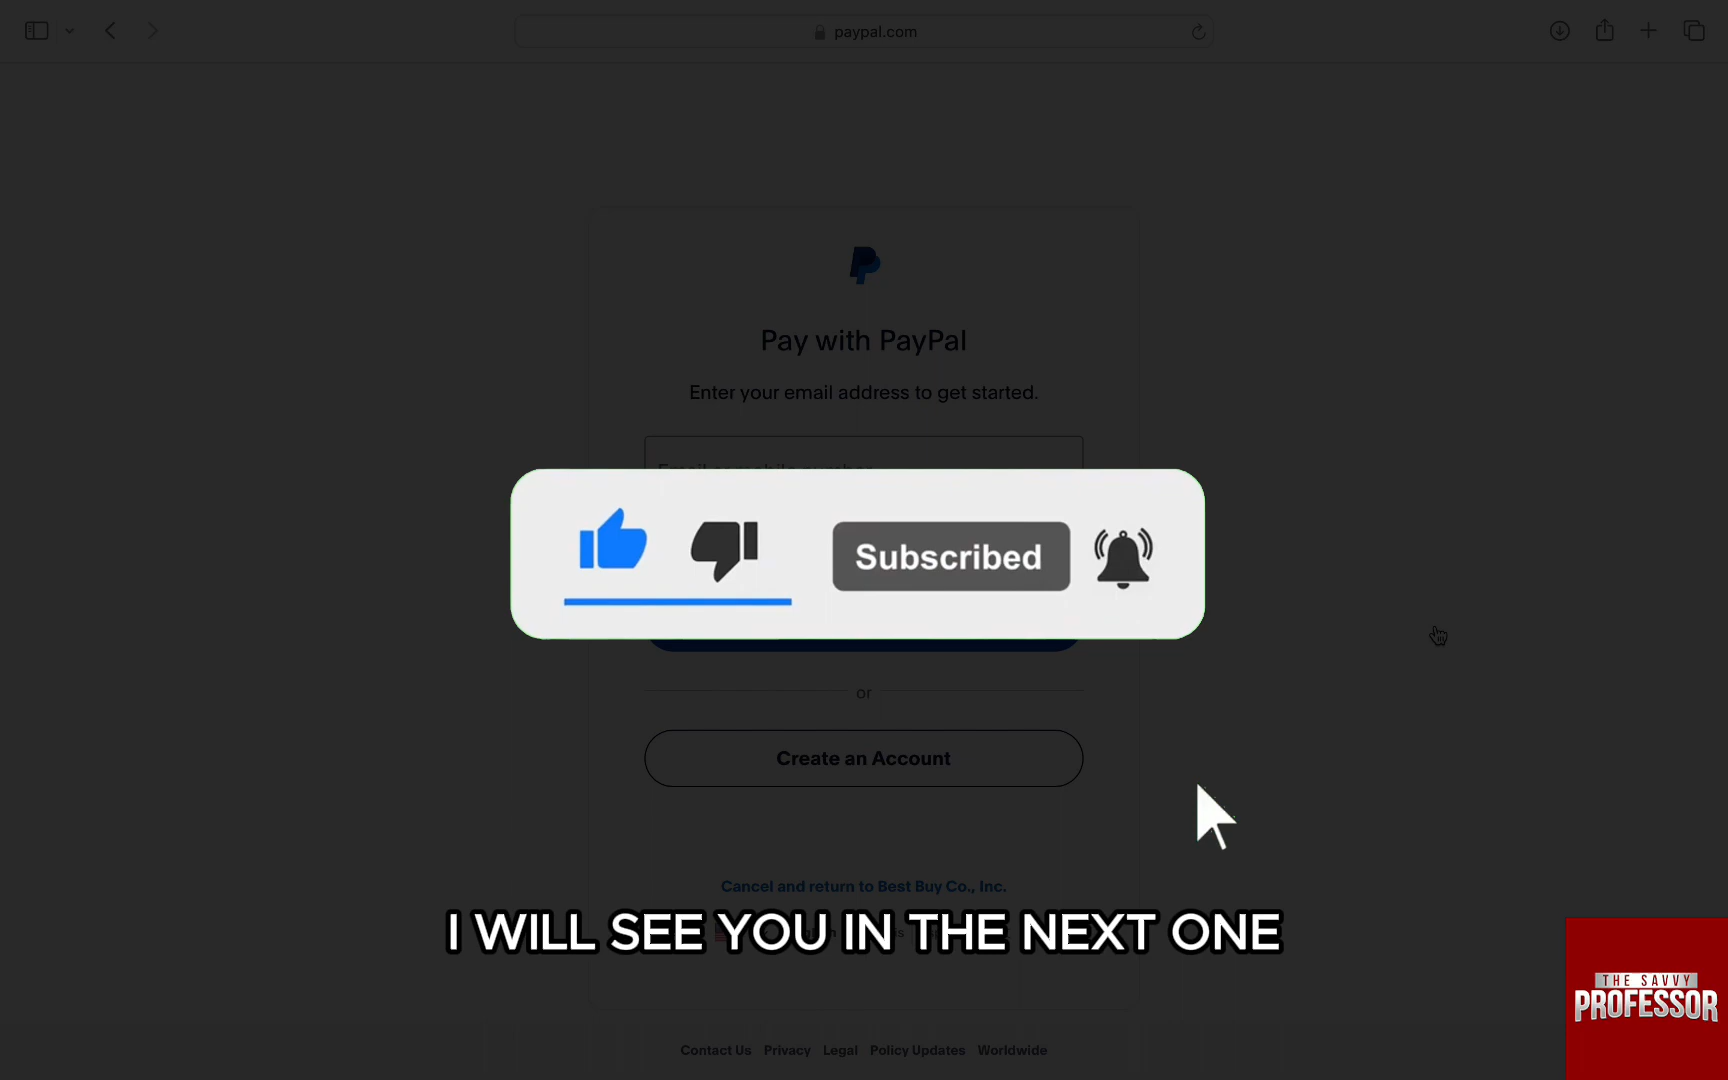 paypal.com
Pay with PayPal
Enter your email address to get started.
Subscribed
or
Create an Account
Cancel and return to Best Buy Co., Inc.
I WILL SEE YOU IN THE NEXT ONE
THE SAVVY
PROFESSOR
Contact Us Privacy Legal Policy Updates Worldwide